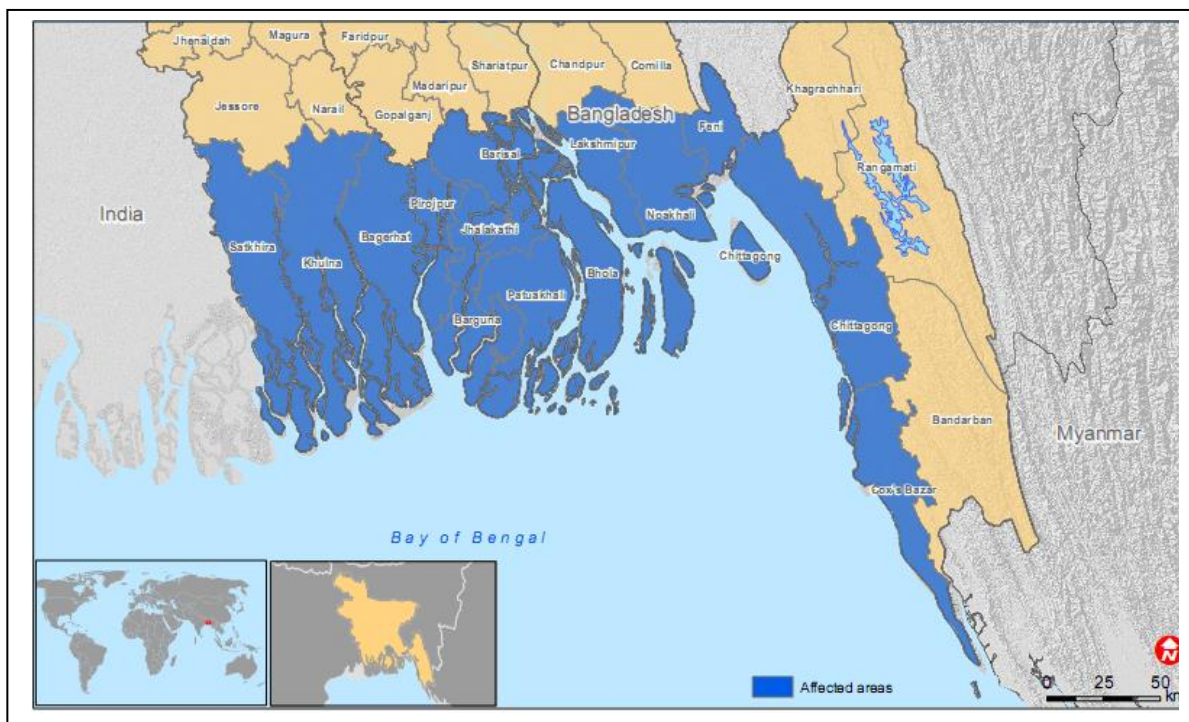 Jhenaidah
Magura
Faridpur
Shariatpur
Chandpur
Comilla
Madaripur
Khagrachhari
Jessore
Narail
Gopalganj
Bangladesh
Feni
Lakshmipur
Barisal
Rangamati
India
Pirojpur
Noakhali
Jhalakathi
Satkhira
Bagerhat
Khulna
Chittagong
Bhola
Patuakhali
Barguna
Chittagong
Bandarban
Myanmar
Cox's Bazar
Bay of Bengal
N
Affected areas
0 25 50
km